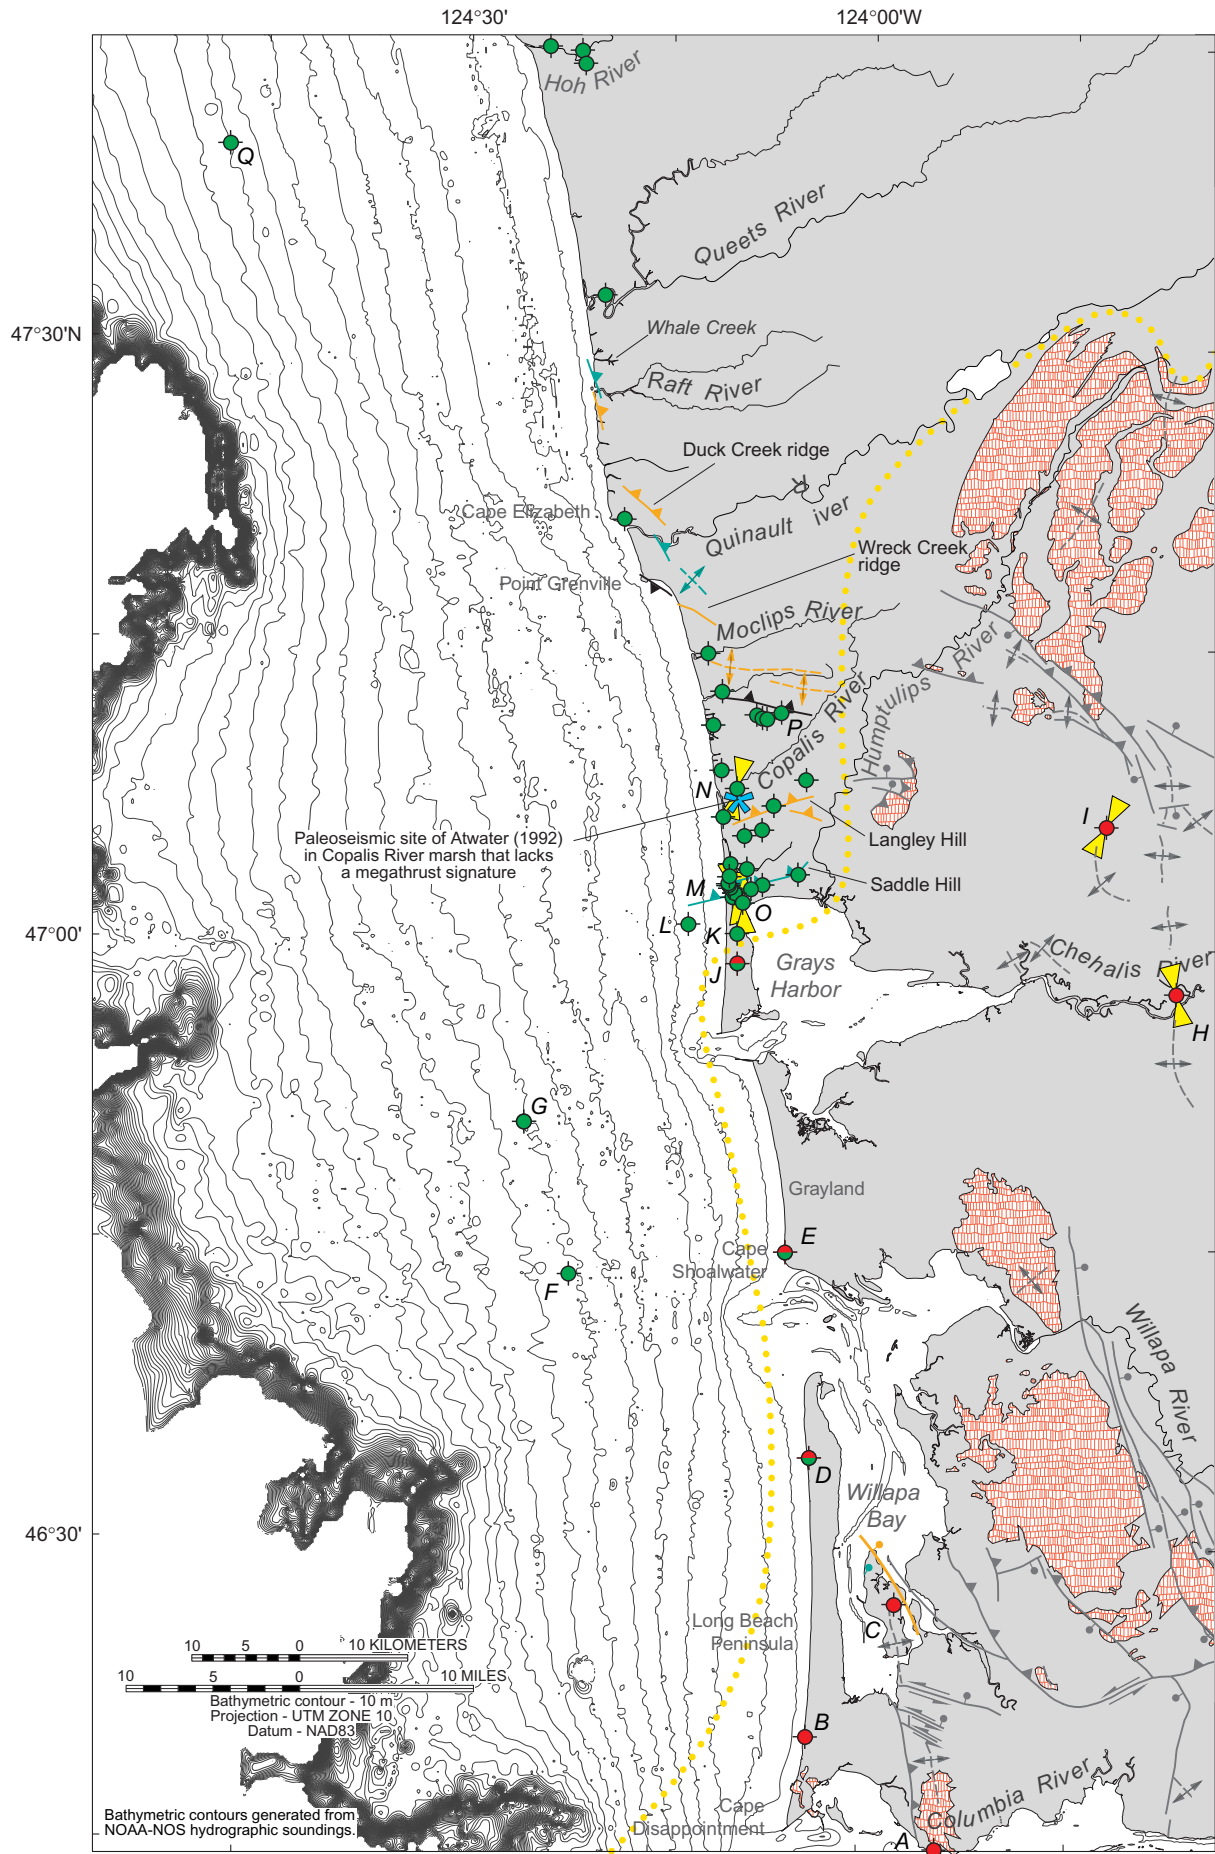 124°30'
124°00'W
Hoh River
Q
Queets River
47°30'N
Whale Creek
Raft River
Duck Creek ridge
Cape Elizabeth
Quinault R iver
Wreck Creek
ridge
Point Grenville
Moclips River
Humptulips River
P
Copalis River
N
I
Paleoseismic site of Atwater (1992)
in Copalis River marsh that lacks
a megathrust signature
Langley Hill
Saddle Hill
M
O
L
K
47°00'
J
Grays
Harbor
Chehalis River
H
G
Grayland
E
Cape
Shoalwater
F
Willapa River
D
Willapa
Bay
46°30'
C
Long Beach
Peninsula
10 5 0 10 KILOMETERS
10 5 0 10 MILES
Bathymetric contour - 10 m
Projection - UTM ZONE 10
Datum - NAD83
B
Cape
Disappointment
Columbia River
A
Bathymetric contours generated from
NOAA-NOS hydrographic soundings.